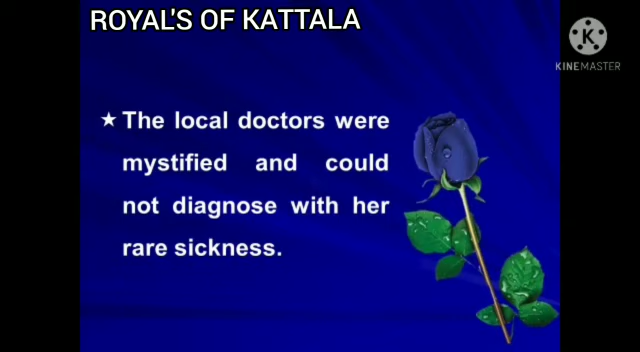 ROYAL'S OF KATTALA
K
KINEMASTER
★ The local doctors were
mystified and could
not diagnose with her
rare sickness.